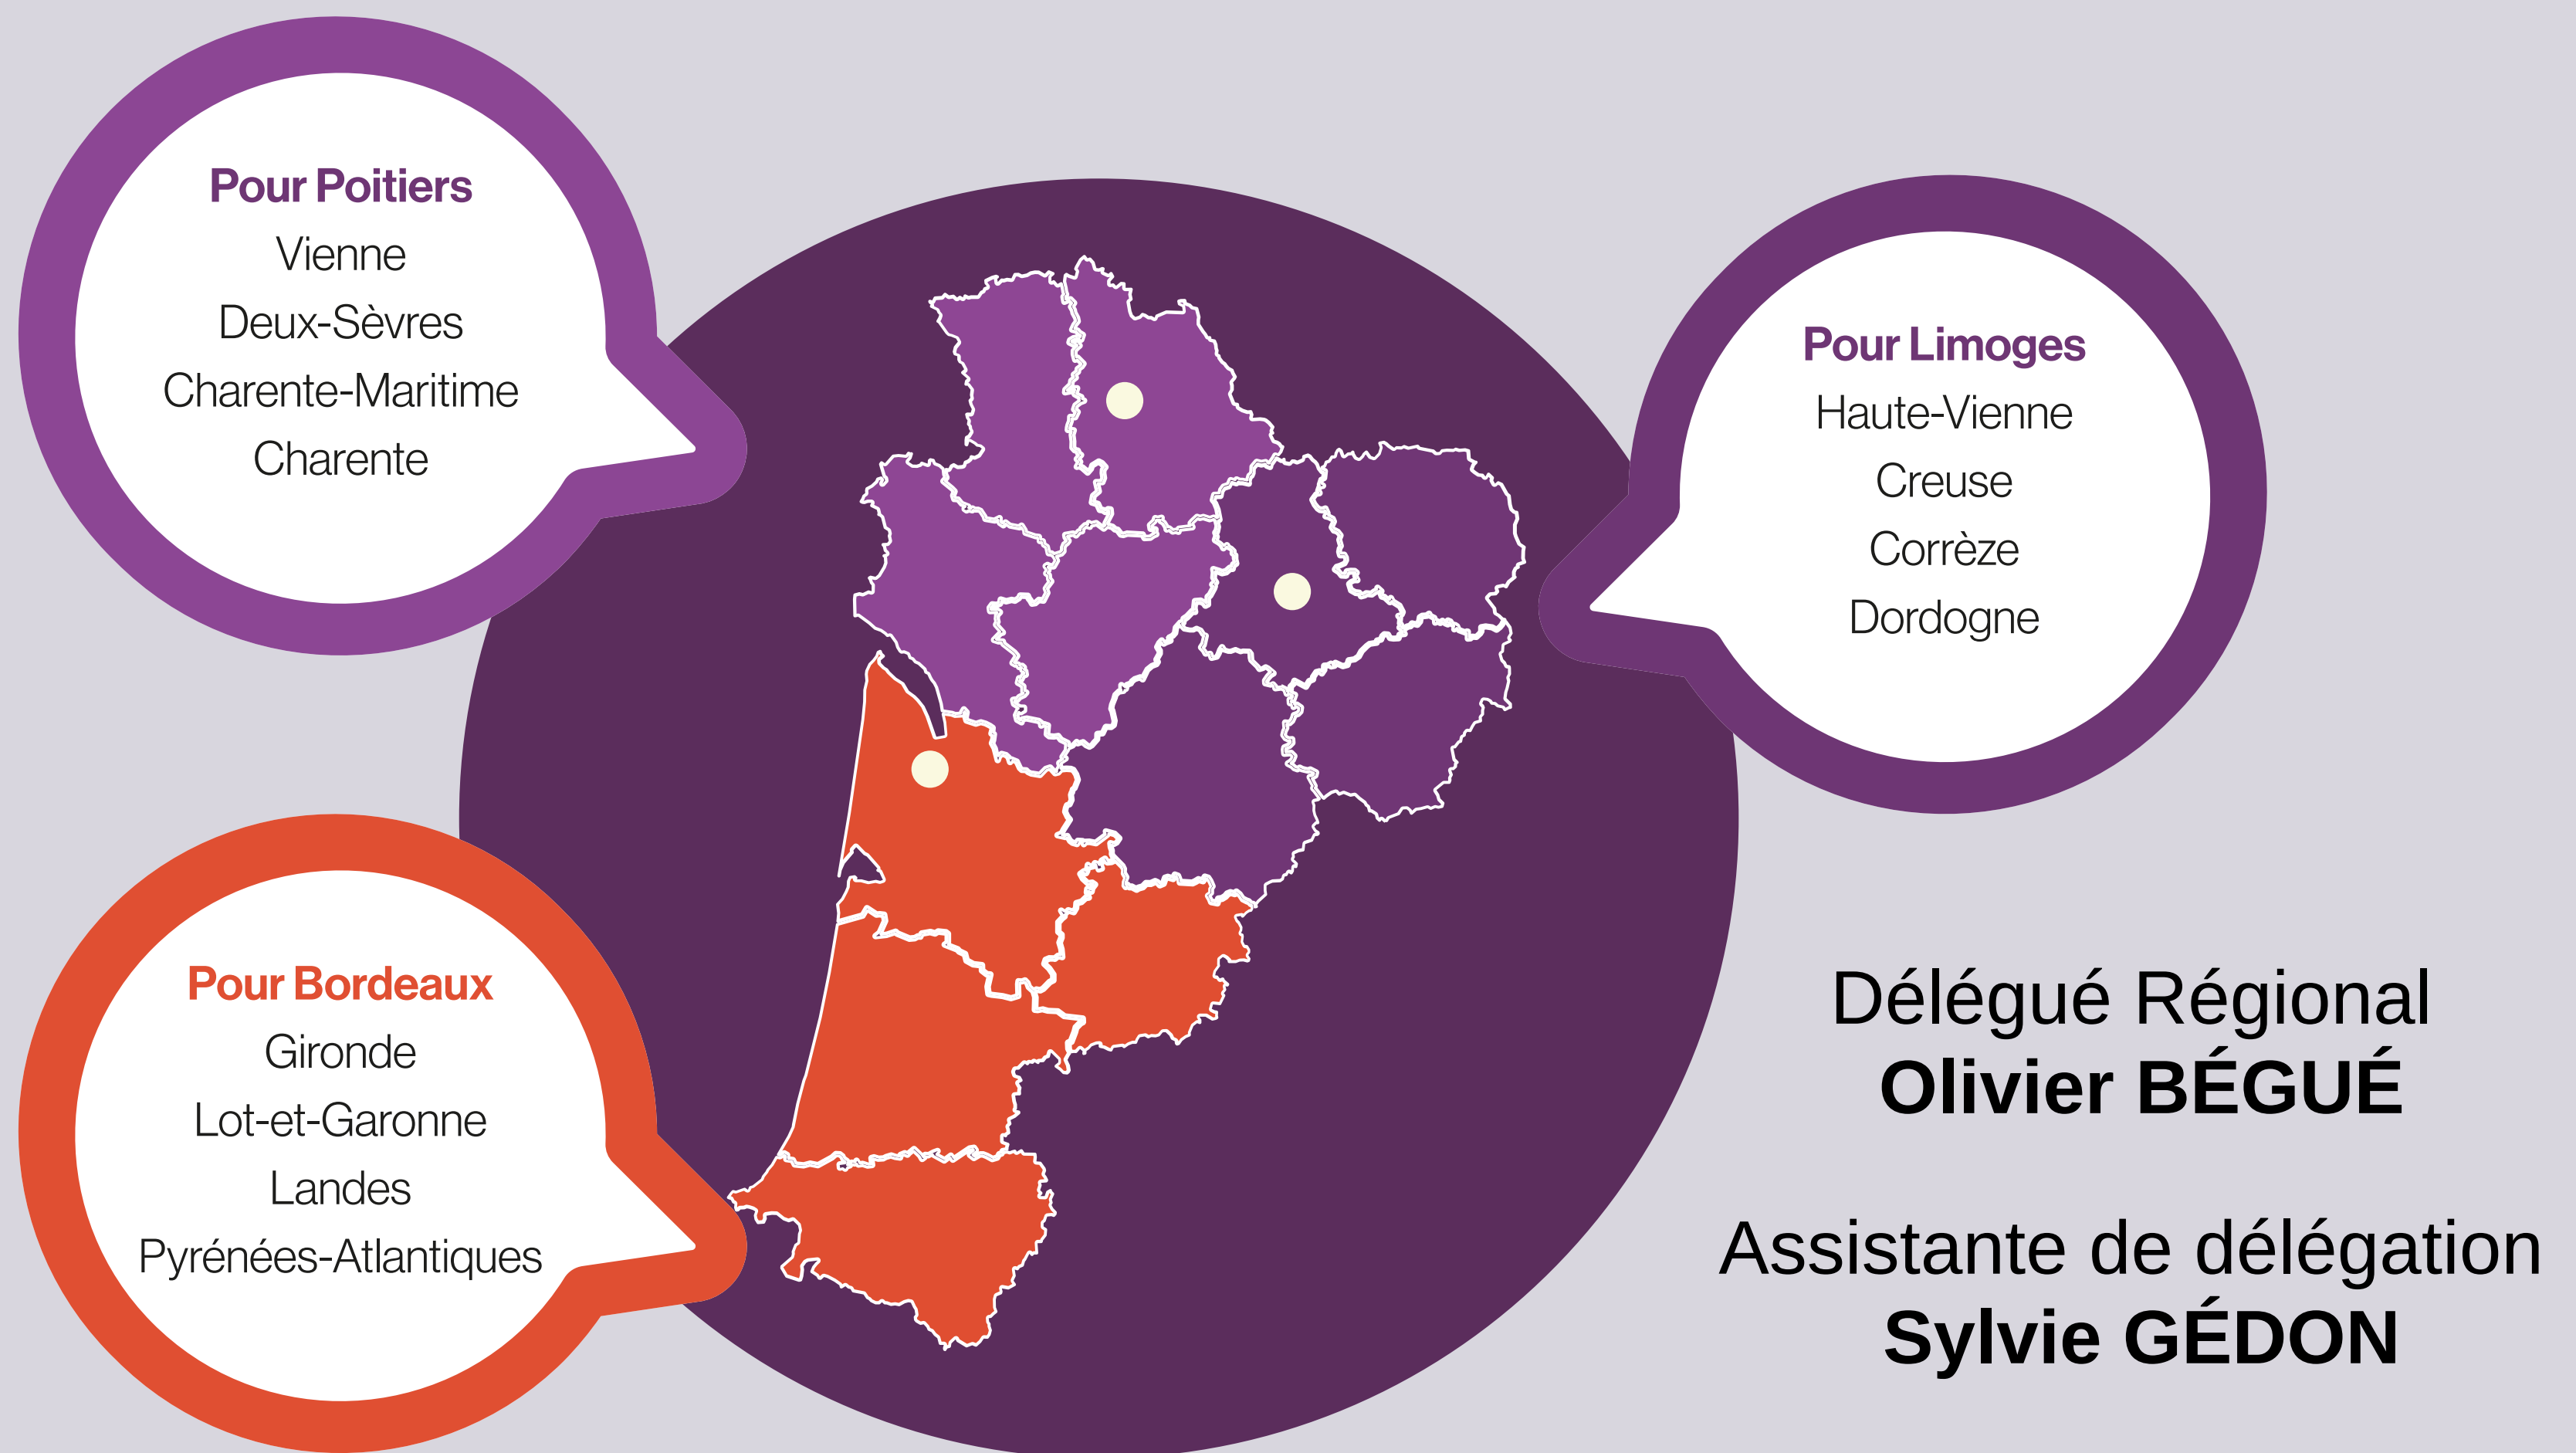 Pour Poitiers
Vienne
Deux-Sèvres
Charente-Maritime
Charente
Pour Limoges
Haute-Vienne
Creuse
Corrèze
Dordogne
Pour Bordeaux
Gironde
Lot-et-Garonne
Landes
Pyrénées-Atlantiques
Délégué Régional
Olivier BÉGUÉ
Assistante de délégation
Sylvie GÉDON